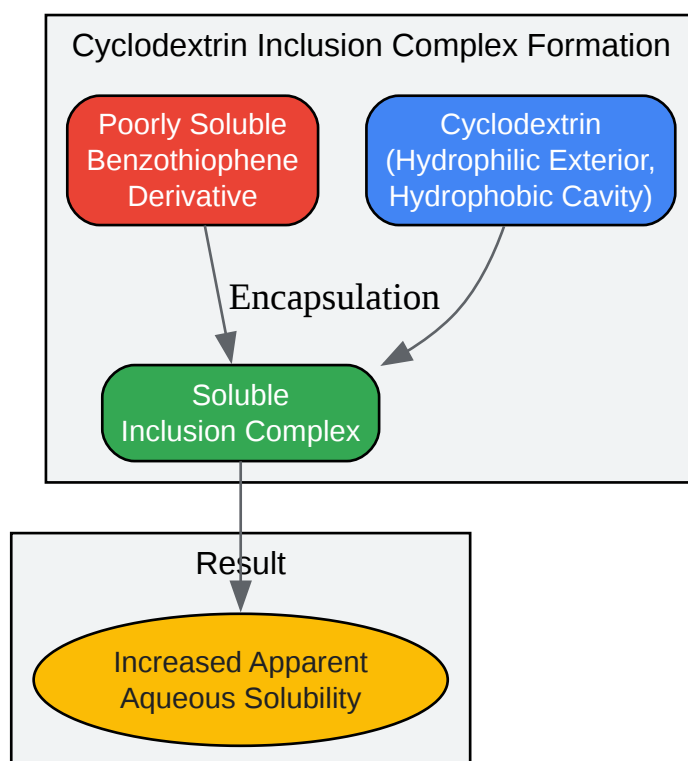 Cyclodextrin Inclusion Complex Formation
Poorly Soluble
Benzothiophene
Derivative
Cyclodextrin
(Hydrophilic Exterior,
Hydrophobic Cavity)
Encapsulation
Soluble
Inclusion Complex
Result
Increased Apparent
Aqueous Solubility